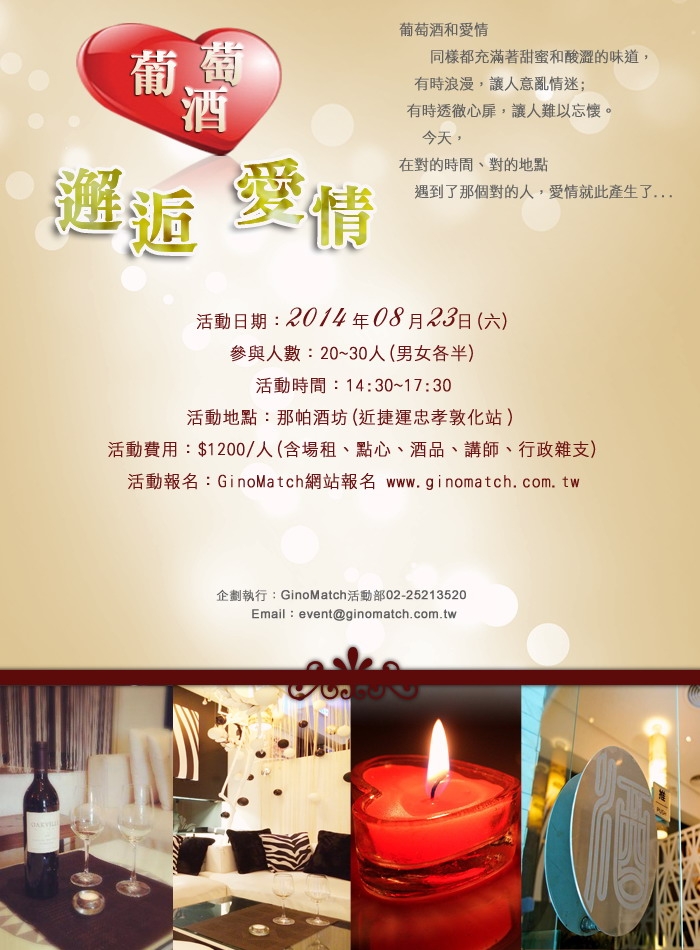 葡萄酒
邂逅 愛情
葡萄酒和愛情
同樣都充滿著甜蜜和酸澀的味道，
有時浪漫，讓人意亂情迷;
有時透徹心扉，讓人難以忘懷。
今天，
在對的時間、對的地點
遇到了那個對的人，愛情就此產生了...
活動日期：2014年08月23日(六)
參與人數：20~30人(男女各半)
活動時間：14:30~17:30
活動地點：那帕酒坊(近捷運忠孝敦化站)
活動費用：$1200/人(含場租、點心、酒品、講師、行政雜支)
活動報名：GinoMatch網站報名 www.ginomatch.com.tw
企劃執行：GinoMatch活動部02-25213520
Email：event@ginomatch.com.tw
酒
推